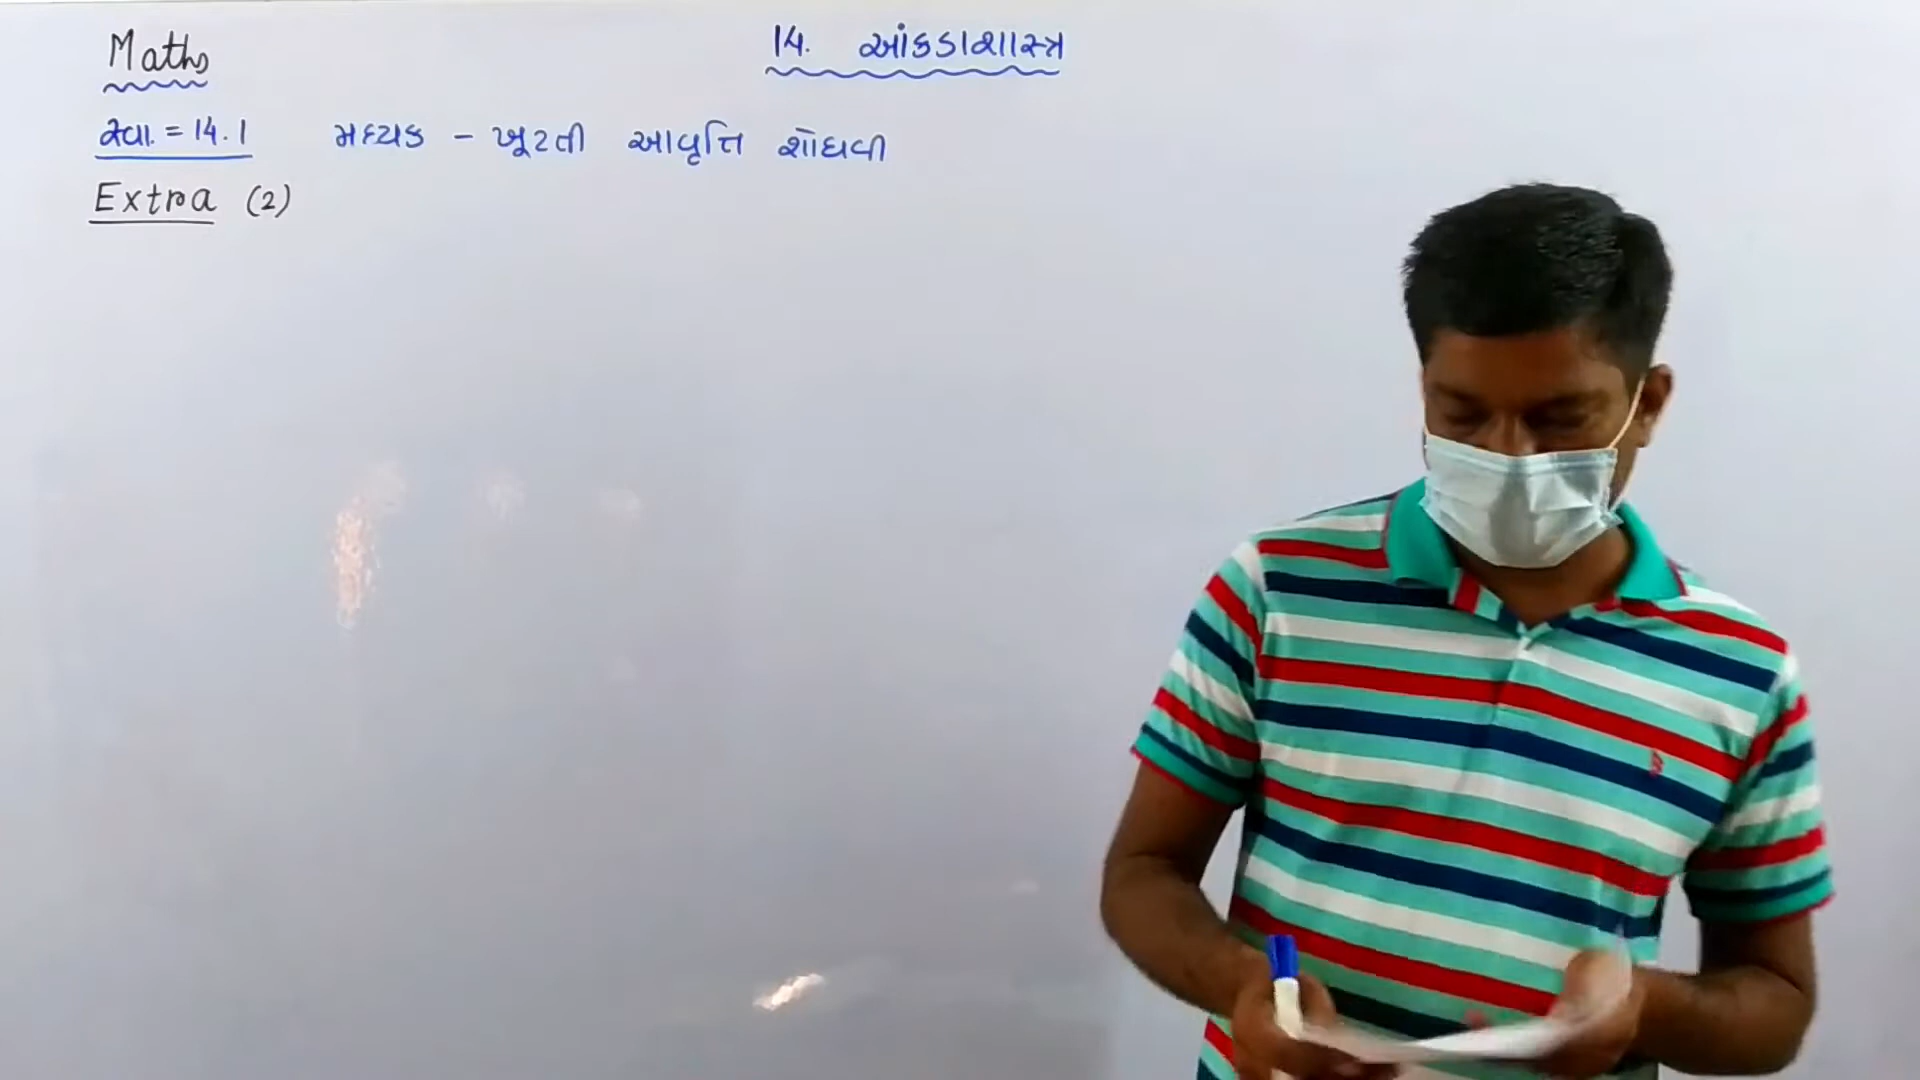 Maths
14. આંકડાશાસ્ત્ર
સ્વા. = 14.1 મધ્યક - ખૂટતી આવૃત્તિ શોધવી
Extra (2)